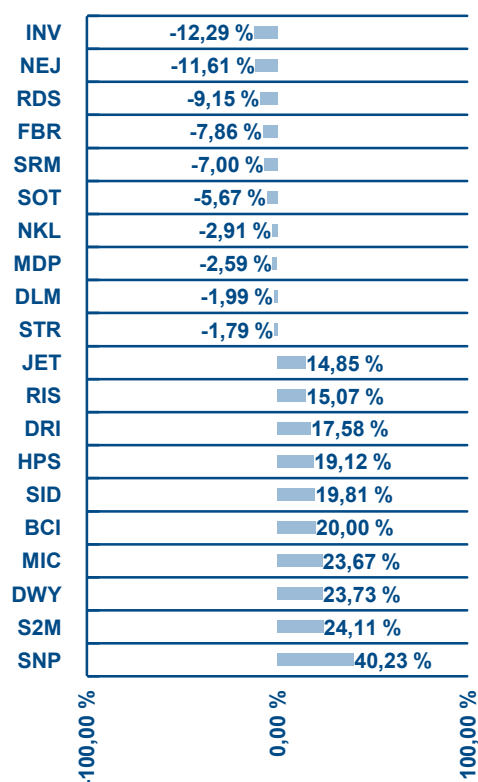 INV -12,29 %
NEJ -11,61 %
RDS -9,15 %
FBR -7,86 %
SRM -7,00 %
SOT -5,67 %
NKL -2,91 %
MDP -2,59 %
DLM -1,99 %
STR -1,79 %
JET 14,85 %
RIS 15,07 %
DRI 17,58 %
HPS 19,12 %
SID 19,81 %
BCI 20,00 %
MIC 23,67 %
DWY 23,73 %
S2M 24,11 %
SNP 40,23 %
-100,00 %
0,00 %
100,00 %